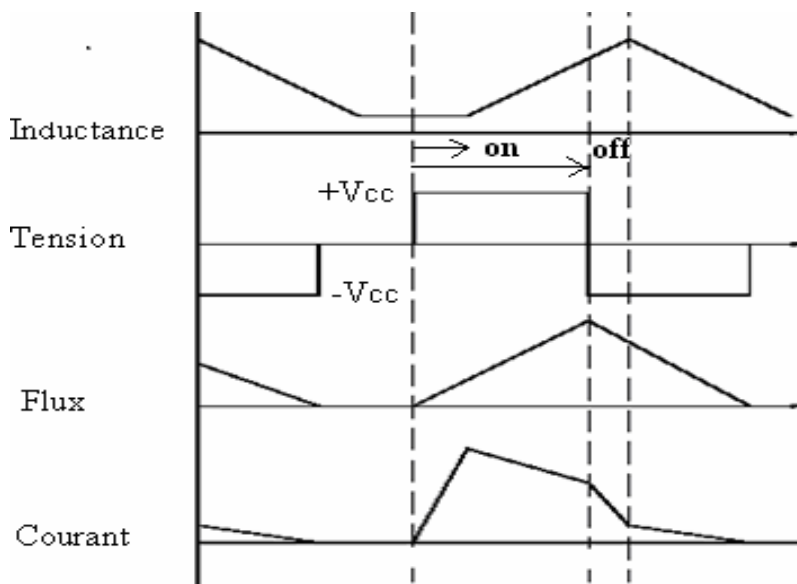 Inductance
on off
+Vcc
Tension
-Vcc
Flux
Courant